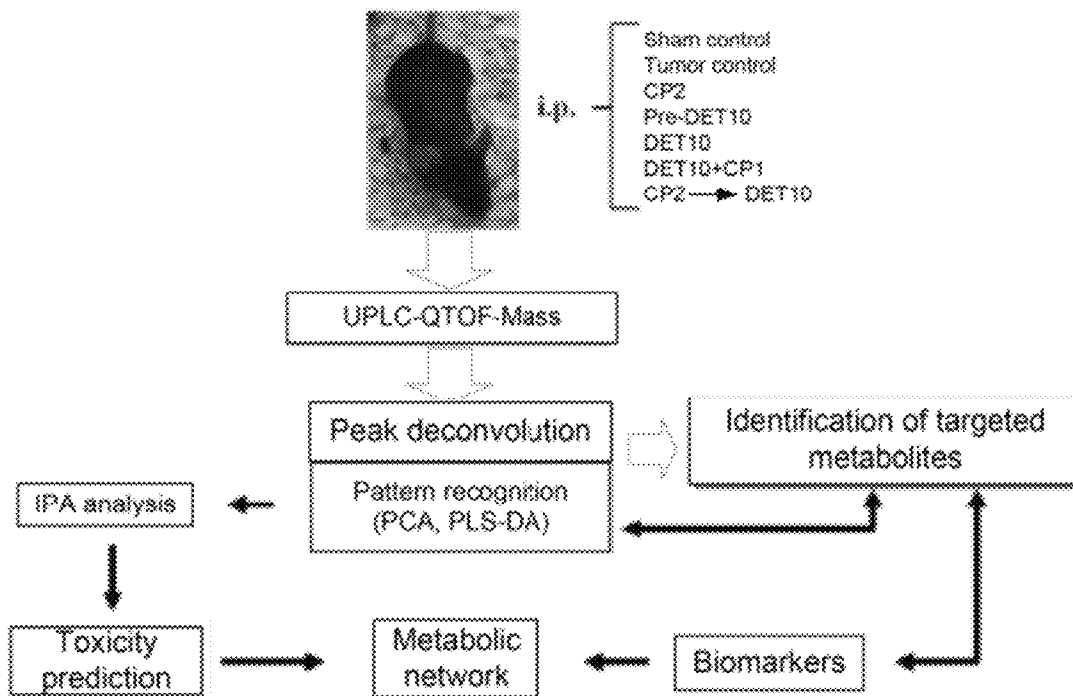 i.p.
Sham control
Tumor control
CP2
Pre-DET10
DET10
DET10+CP1
CP2 DET10
UPLC-QTOF-Mass
Peak deconvolution
Pattern recognition
(PCA, PLS-DA)
Identification of targeted
metabolites
IPA analysis
Toxicity
prediction
Metabolic
network
Biomarkers